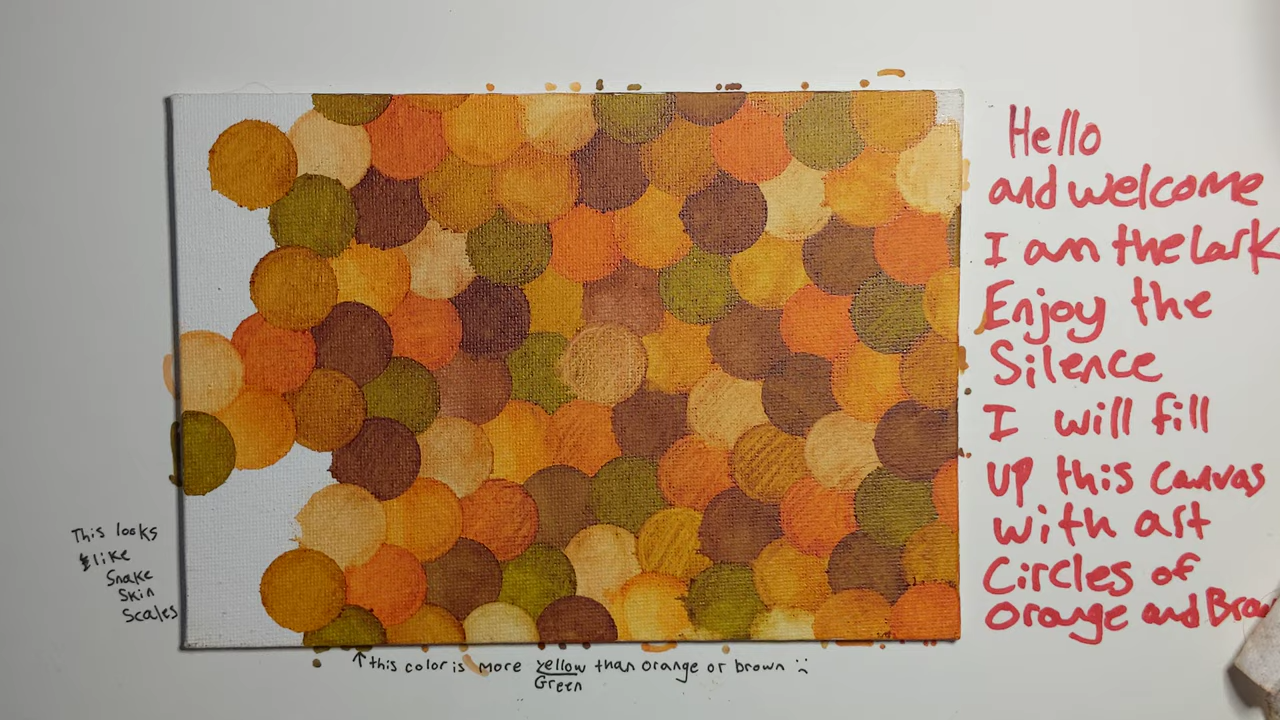 Hello
and welcome
I am the lark
Enjoy the
Silence
I will fill
up this canvas
with art
Circles of
orange and
This looks
like
Snake
Skin
Scales
↑this color is more yellow than orange or brown :(
Green